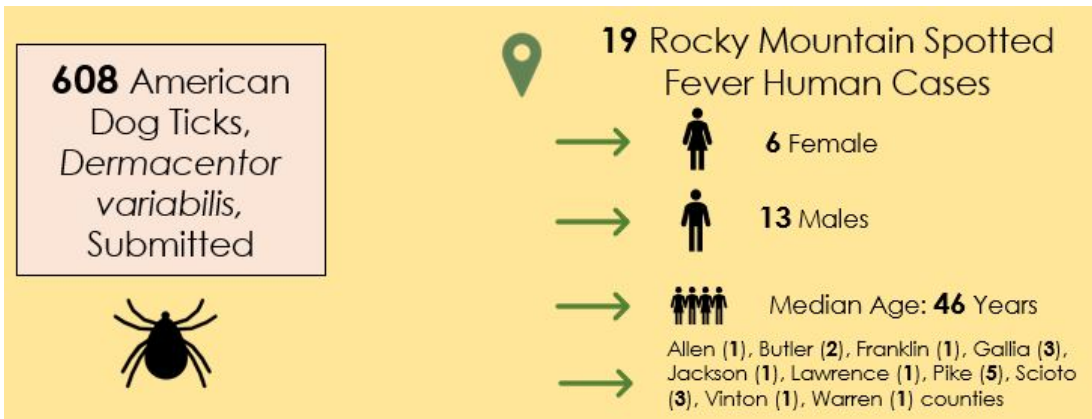 608 American
Dog Ticks,
Dermacentor
variabilis,
Submitted
19 Rocky Mountain Spotted
Fever Human Cases
6 Female
13 Males
Median Age: 46 Years
Allen (1), Butler (2), Franklin (1), Gallia (3),
Jackson (1), Lawrence (1), Pike (5), Scioto
(3), Vinton (1), Warren (1) counties